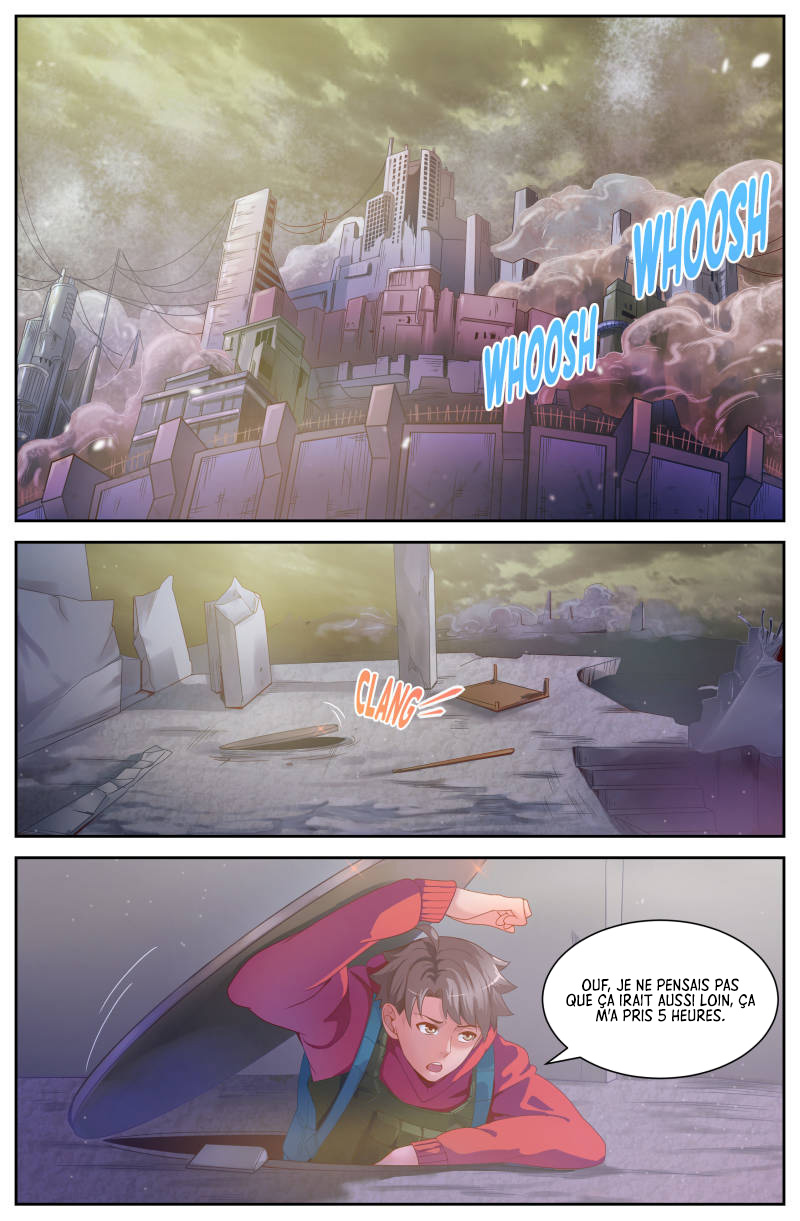 WHOOSH
WHOOSH
CLANG
OUF, JE NE PENSAIS PAS
QUE ÇA IRAIT AUSSI LOIN, ÇA
M'A PRIS 5 HEURES.